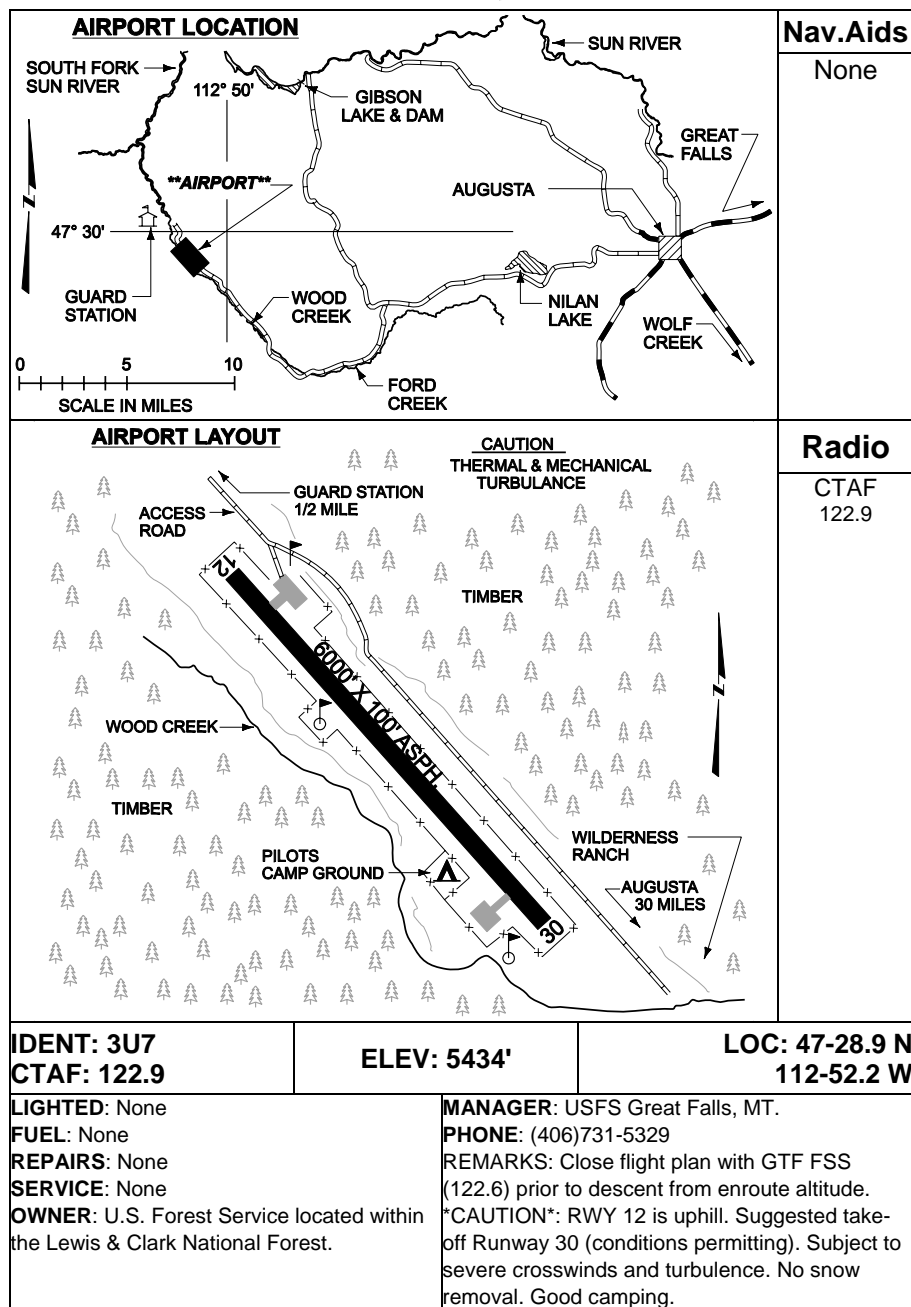 AIRPORT LOCATION
SOUTH FORK
SUN RIVER
112° 50'
GIBSON
LAKE & DAM
SUN RIVER
GREAT
FALLS
**AIRPORT**
AUGUSTA
N
47° 30'
GUARD
STATION
WOOD
CREEK
NILAN
LAKE
WOLF
CREEK
FORD
CREEK
0 5 10
SCALE IN MILES
Nav.Aids
None
AIRPORT LAYOUT
CAUTION
THERMAL & MECHANICAL
TURBULANCE
GUARD STATION
1/2 MILE
ACCESS
ROAD
12
TIMBER
6000' X 100' ASPH.
N
WOOD CREEK
TIMBER
PILOTS
CAMP GROUND
WILDERNESS
RANCH
AUGUSTA
30 MILES
30
Radio
CTAF
122.9
IDENT: 3U7
CTAF: 122.9
ELEV: 5434'
LOC: 47-28.9 N
112-52.2 W
LIGHTED: None
FUEL: None
REPAIRS: None
SERVICE: None
OWNER: U.S. Forest Service located within
the Lewis & Clark National Forest.
MANAGER: USFS Great Falls, MT.
PHONE: (406)731-5329
REMARKS: Close flight plan with GTF FSS
(122.6) prior to descent from enroute altitude.
*CAUTION*: RWY 12 is uphill. Suggested take-
off Runway 30 (conditions permitting). Subject to
severe crosswinds and turbulence. No snow
removal. Good camping.